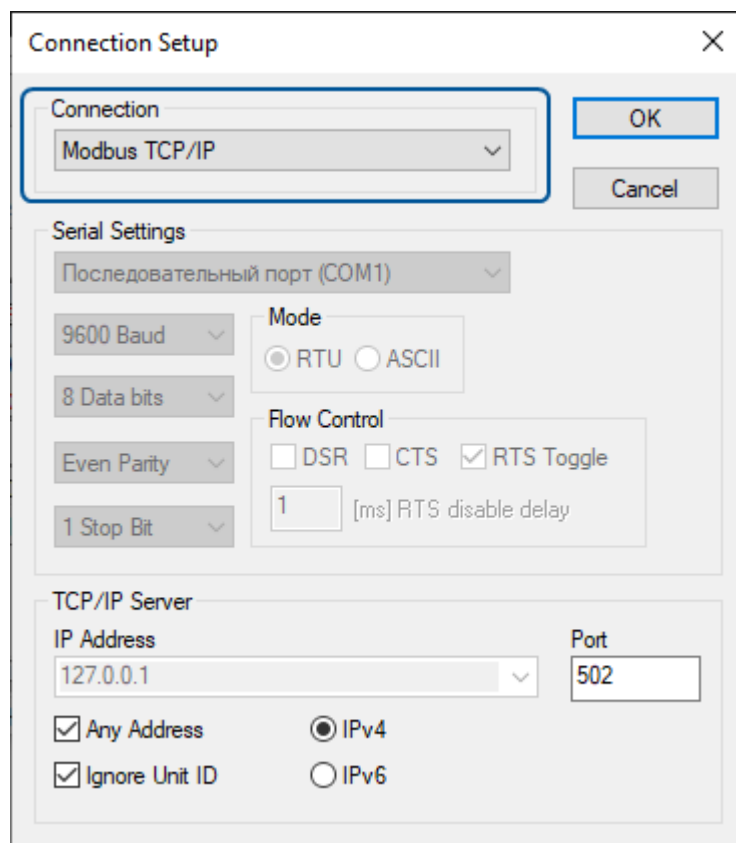 Connection Setup
Connection
Modbus TCP/IP
OK
Cancel
Serial Settings
Последовательный порт (COM1)
9600 Baud
Mode
RTU ASCII
8 Data bits
Flow Control
Even Parity
DSR CTS RTS Toggle
1 [ms] RTS disable delay
1 Stop Bit
TCP/IP Server
IP Address Port
127.0.0.1 502
Any Address IPv4
Ignore Unit ID IPv6